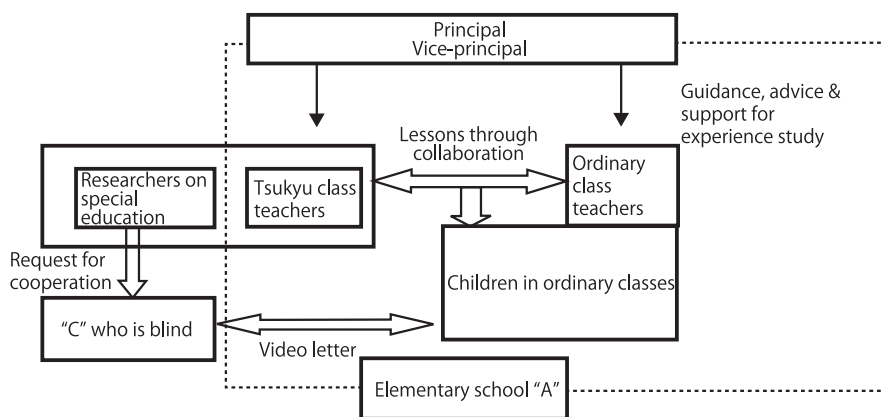 Principal
Vice-principal
Guidance, advice &
support for
experience study
Lessons through
collaboration
Researchers on
special
education
Tsukyu class
teachers
Ordinary
class
teachers
Request for
cooperation
Children in ordinary classes
“C” who is blind
Video letter
Elementary school “A”